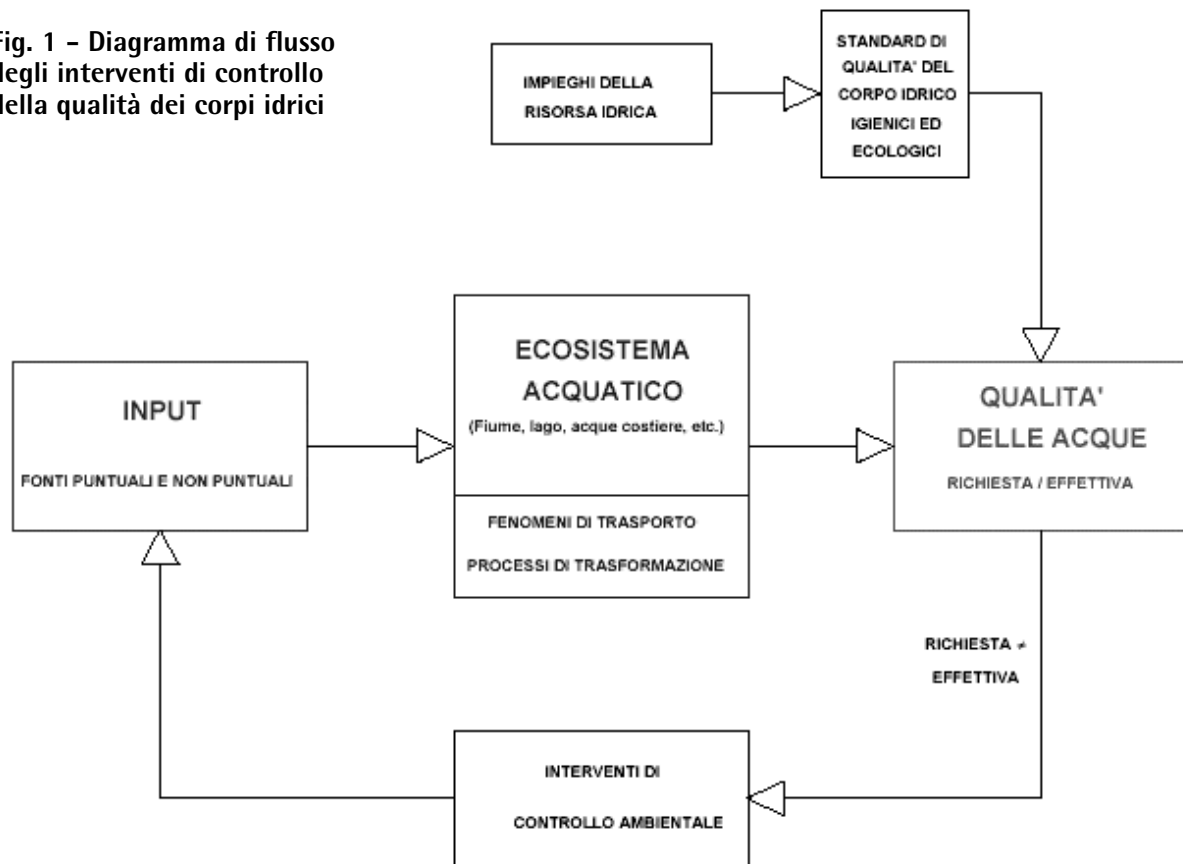 Fig. 1 – Diagramma di flusso
degli interventi di controllo
della qualità dei corpi idrici
IMPIEGHI DELLA
RISORSA IDRICA
STANDARD DI
QUALITA' DEL
CORPO IDRICO
IGIENICI ED
ECOLOGICI
INPUT
FONTI PUNTUALI E NON PUNTUALI
ECOSISTEMA
ACQUATICO
(Fiume, lago, acque costiere, etc.)
FENOMENI DI TRASPORTO
PROCESSI DI TRASFORMAZIONE
QUALITA'
DELLE ACQUE
RICHIESTA / EFFETTIVA
RICHIESTA ≠
EFFETTIVA
INTERVENTI DI
CONTROLLO AMBIENTALE